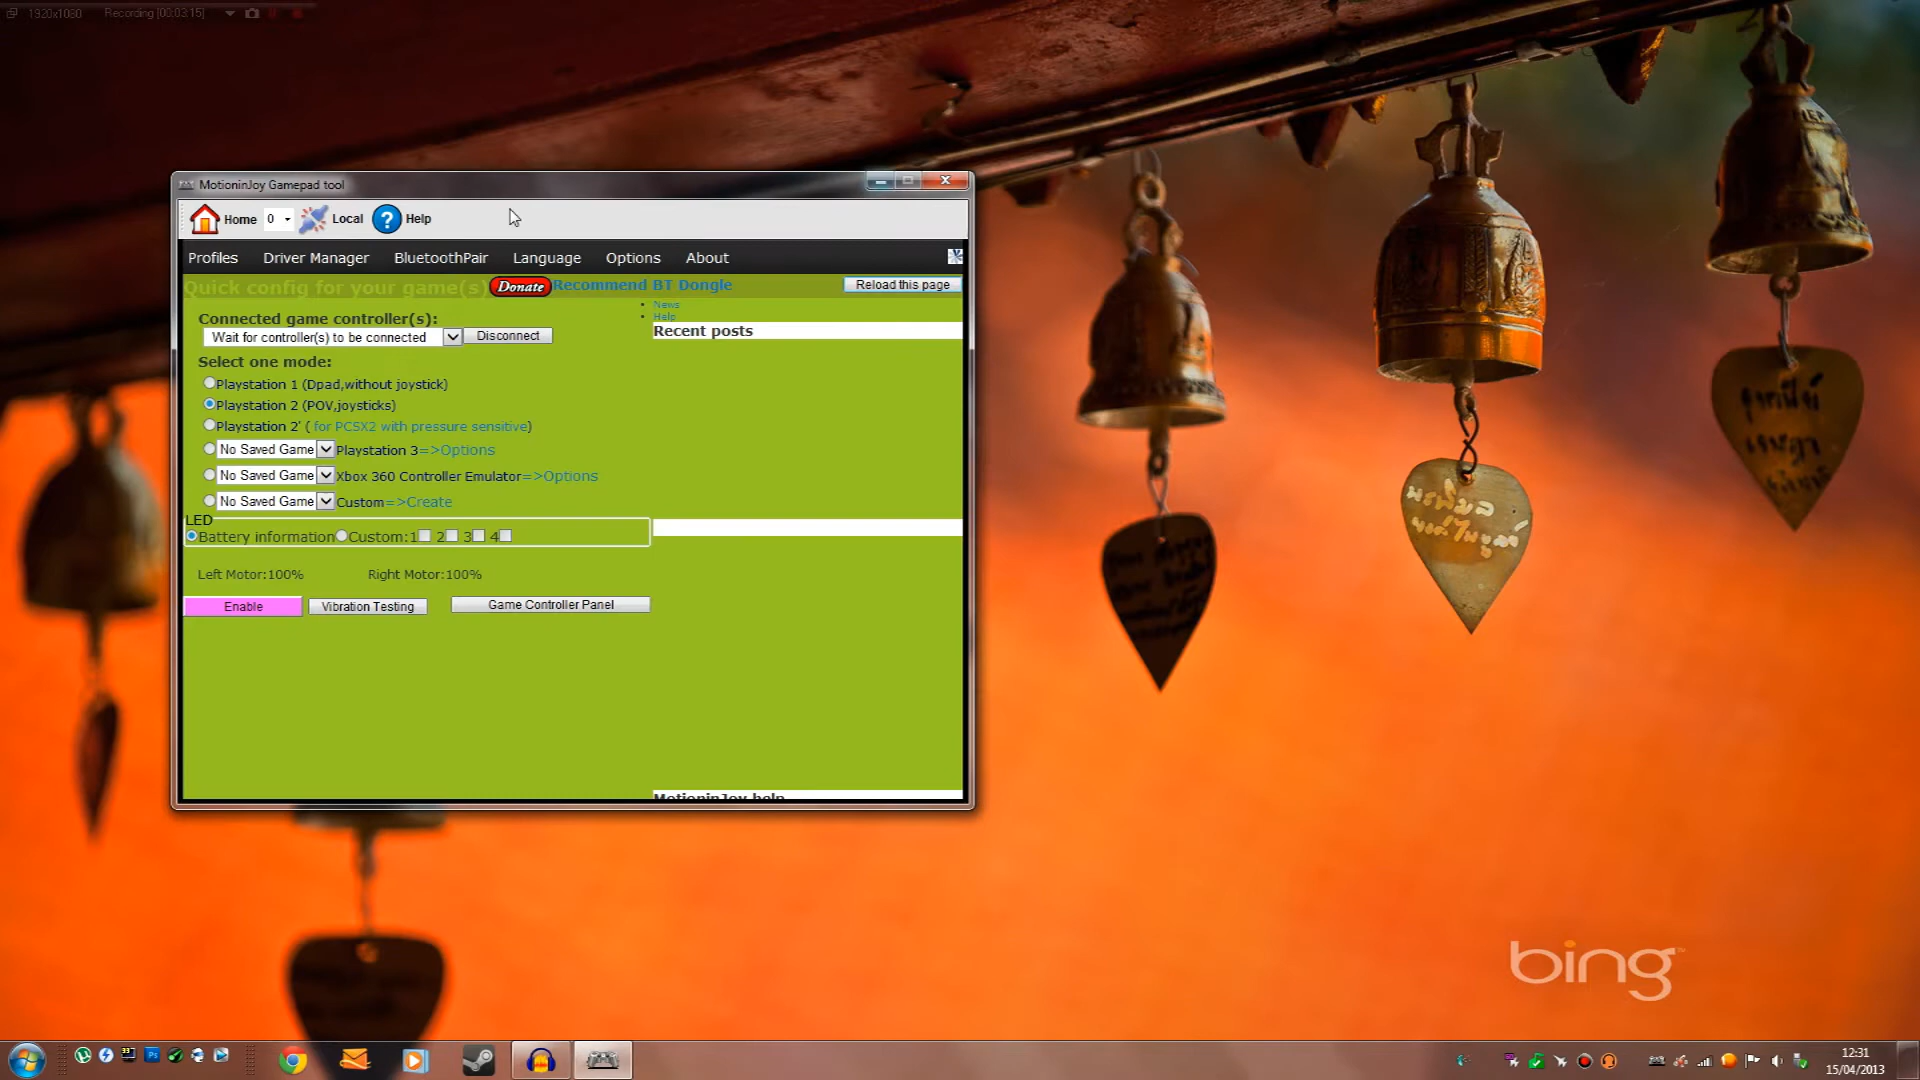 1920x1080 Recording [00:03:15]
MotioninJoy Gamepad tool
Home 0 Local Help
Profiles Driver Manager BluetoothPair Language Options About
Quick config for your game(s) Donate Recommend BT Dongle Reload this page
News
Help
Connected game controller(s):
Recent posts
Wait for controller(s) to be connected Disconnect
Select one mode:
Playstation 1 (Dpad,without joystick)
Playstation 2 (POV,joysticks)
Playstation 2' ( for PCSX2 with pressure sensitive)
No Saved Game Playstation 3=>Options
No Saved Game Xbox 360 Controller Emulator=>Options
No Saved Game Custom=>Create
LED
Battery information Custom:1 2 3 4
Left Motor:100% Right Motor:100%
Enable Vibration Testing Game Controller Panel
MotioninJoy help
bing
12:31
15/04/2013